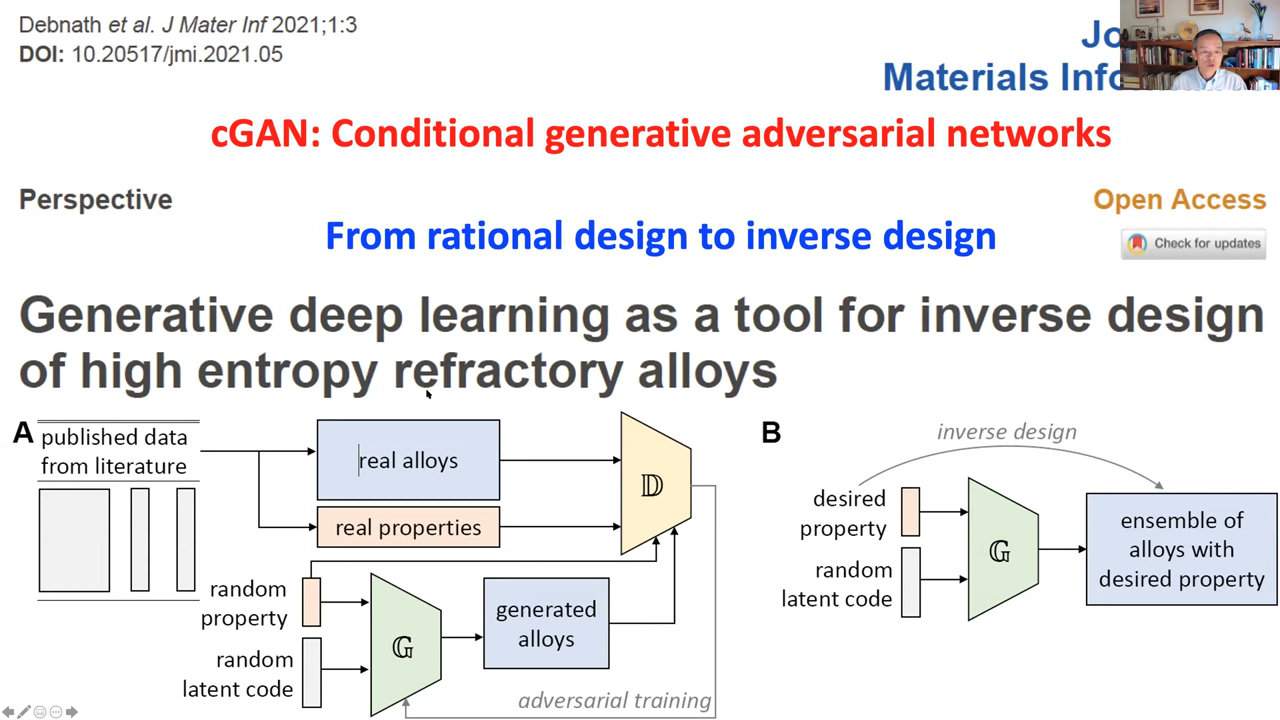 Debnath et al. J Mater Inf 2021;1:3
DOI: 10.20517/jmi.2021.05
Materials
cGAN: Conditional generative adversarial networks
Perspective
Open Access
From rational design to inverse design
Check for updates
Generative deep learning as a tool for inverse design
of high entropy refractory alloys
A
published data
from literature
real alloys
real properties
𝔻
random
property
random
latent code
𝔾
generated
alloys
adversarial training
B
inverse design
desired
property
random
latent code
𝔾
ensemble of
alloys with
desired property